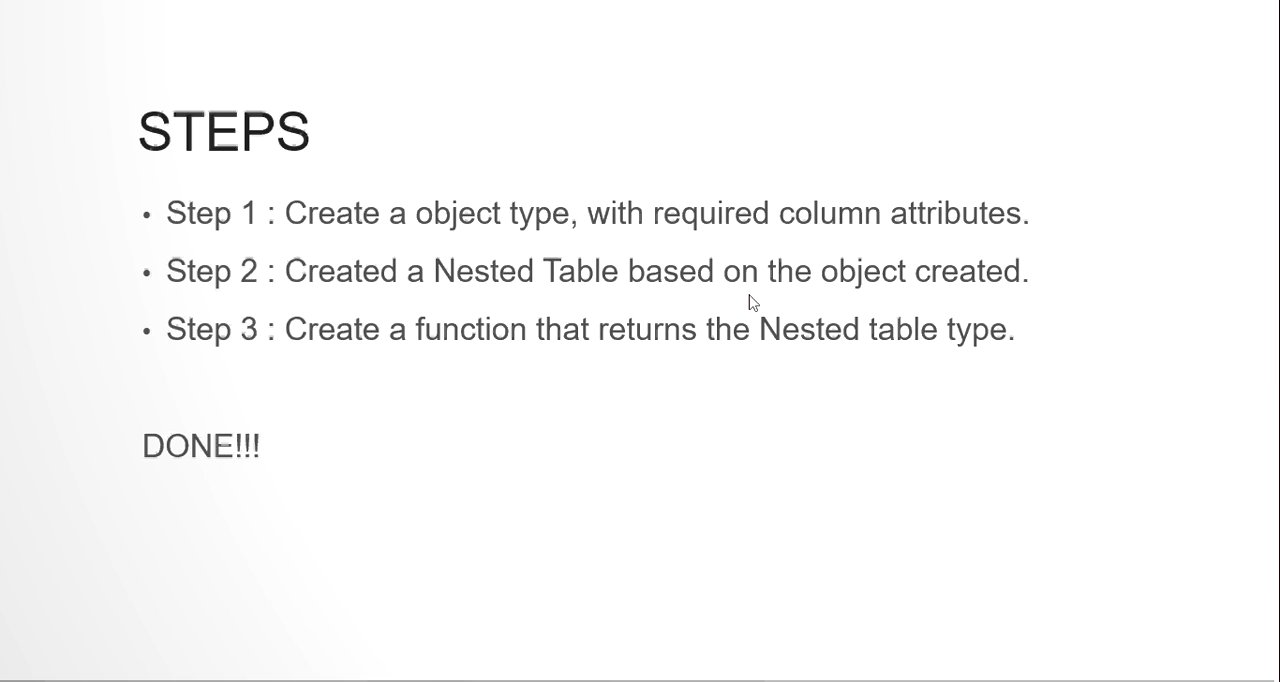 STEPS
• Step 1 : Create a object type, with required column attributes.
• Step 2 : Created a Nested Table based on the object created.
• Step 3 : Create a function that returns the Nested table type.
DONE!!!